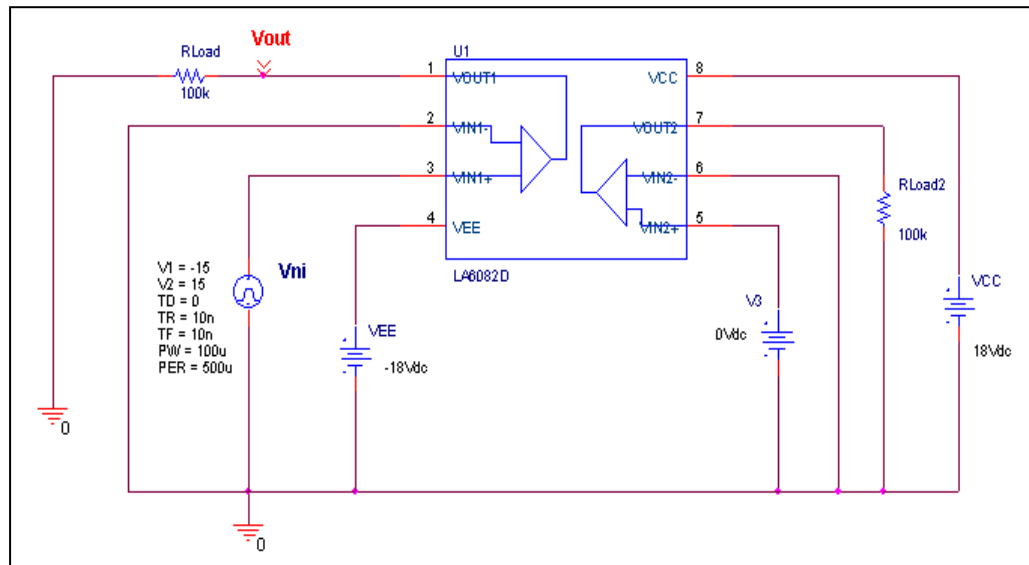 Vout
RLoad
100k
0
U1
1
VOUT1
2
VIN1-
3
VIN1+
4
VEE
VCC
8
VOUT2
7
VIN2-
6
VIN2+
5
LA6082D
RLoad2
100k
V1 = -15
V2 = 15
TD = 0
TR = 10n
TF = 10n
PW = 100u
PER = 500u
Vni
VEE
-18Vdc
V3
0Vdc
VCC
18Vdc
0